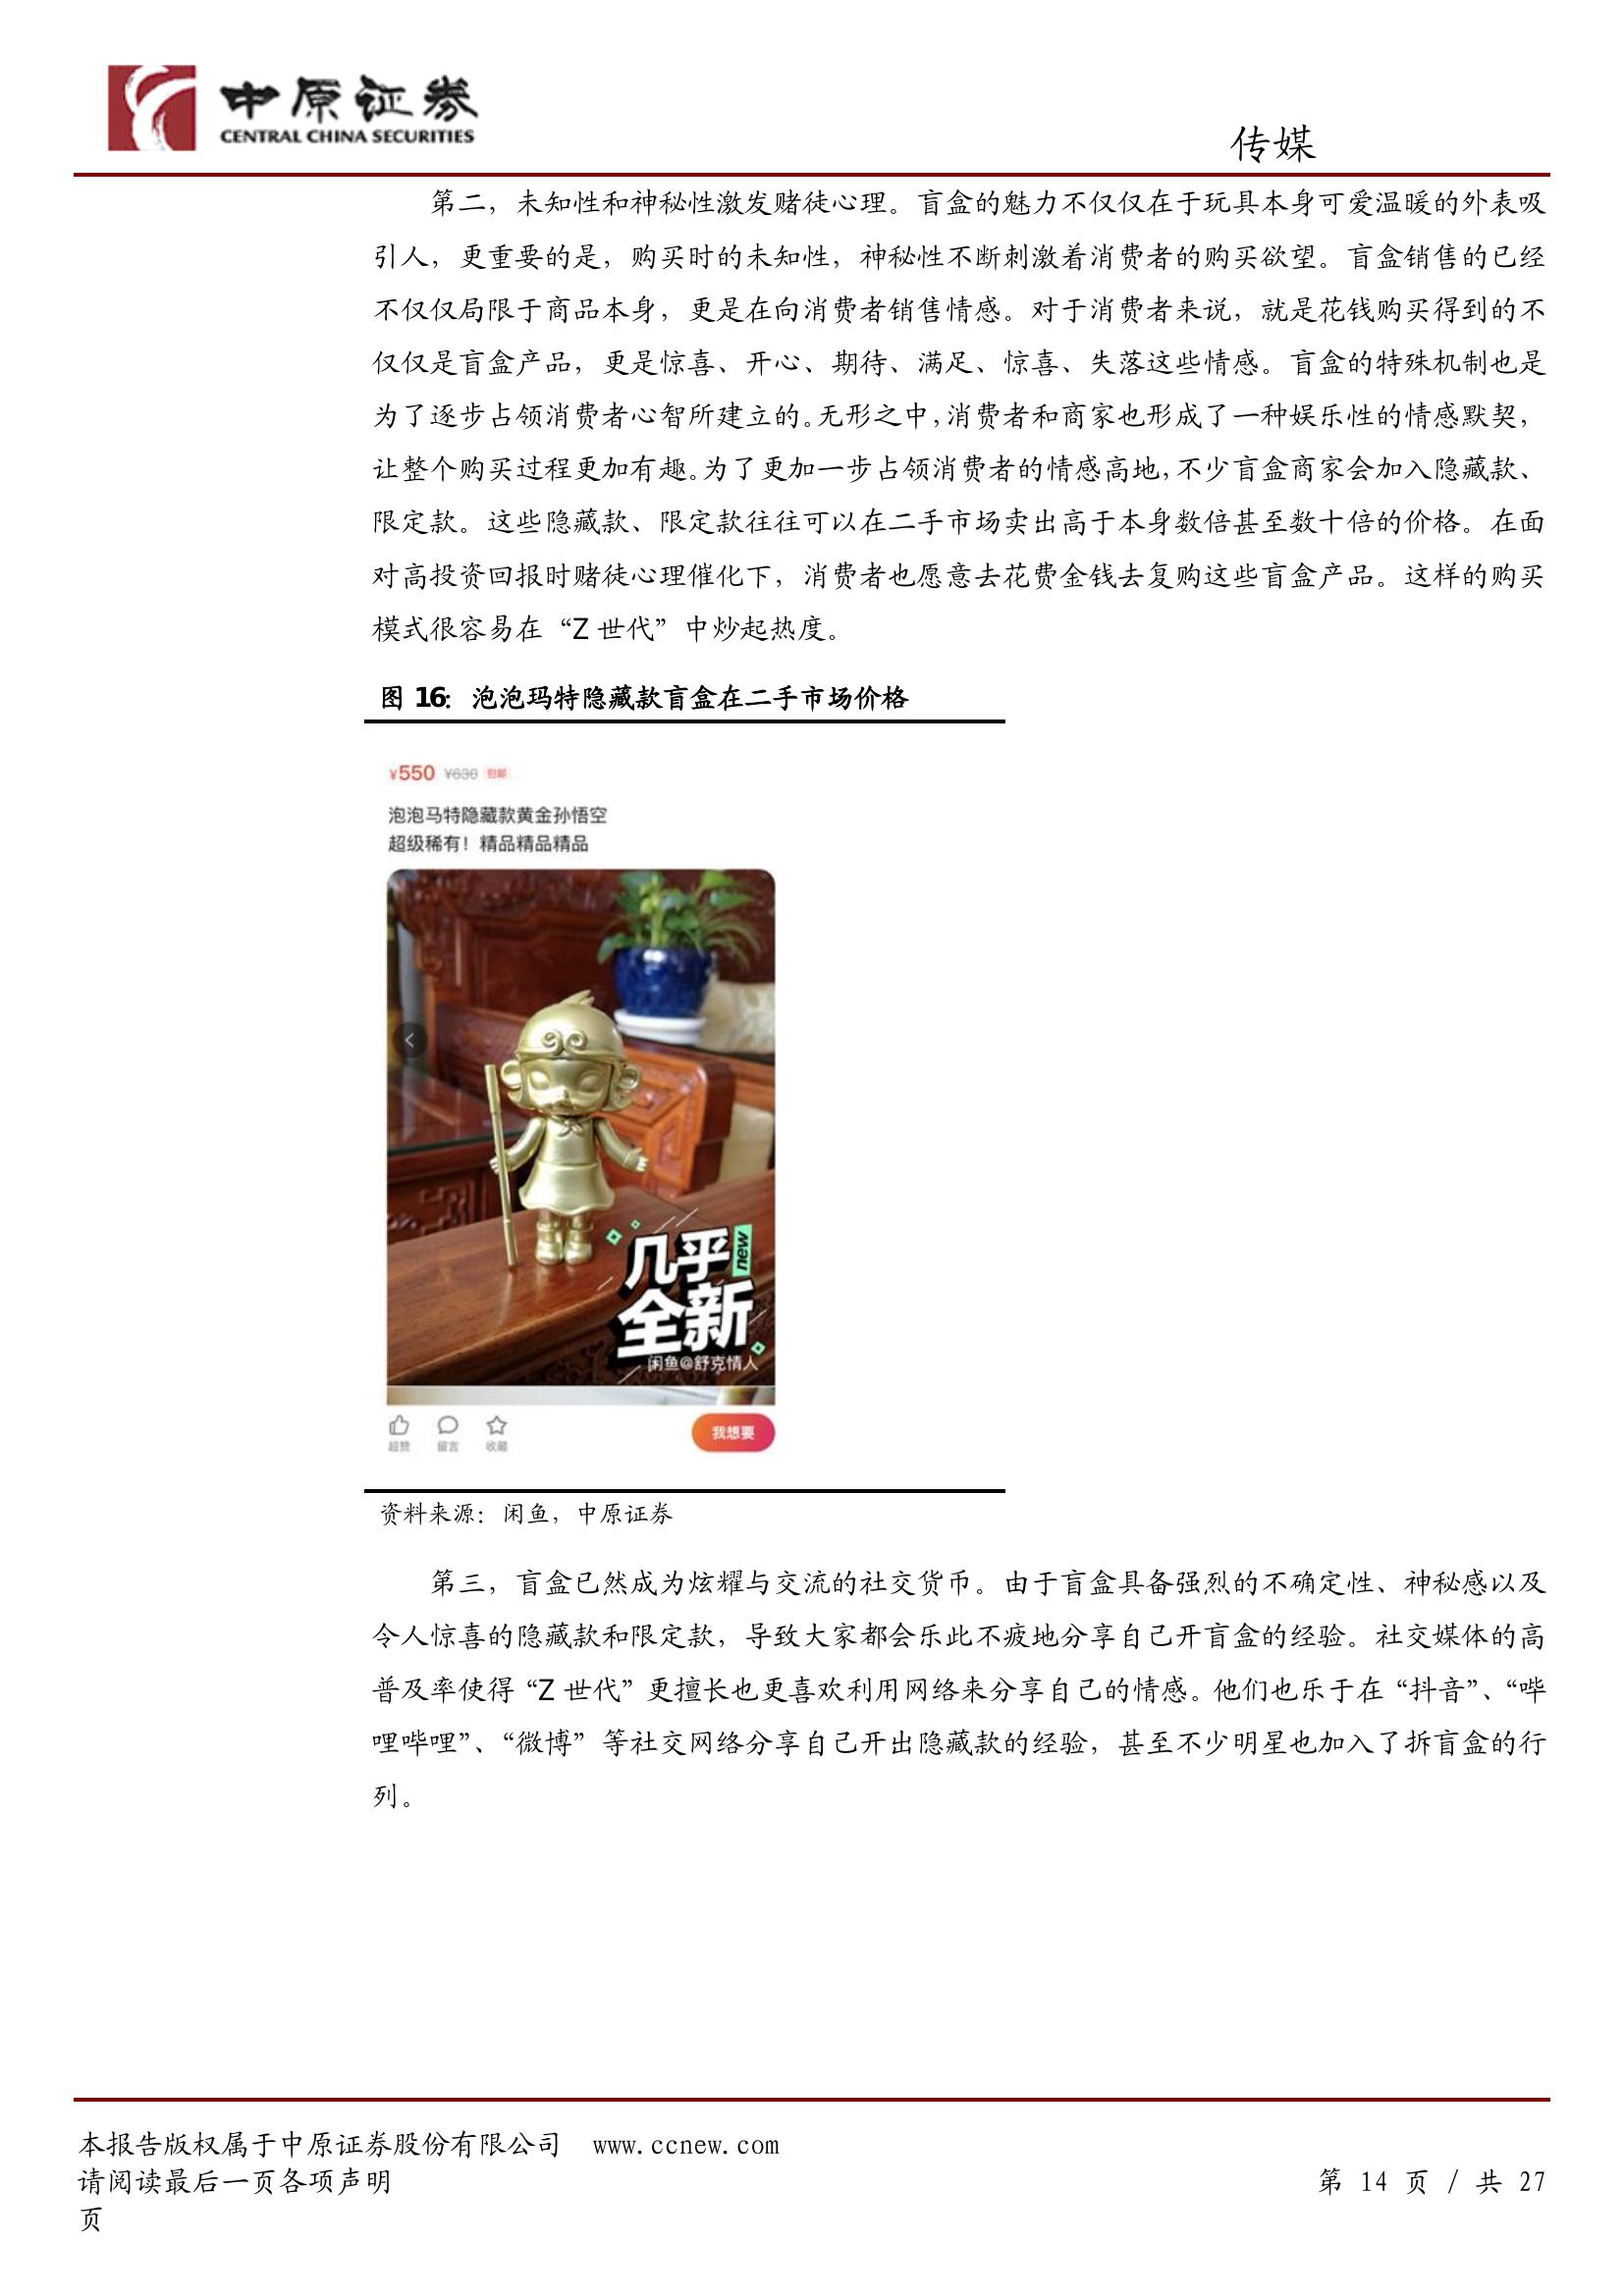 中原证券
CENTRAL CHINA SECURITIES
传媒
第二，未知性和神秘性激发赌徒心理。盲盒的魅力不仅仅在于玩具本身可爱温暖的外表吸
引人，更重要的是，购买时的未知性，神秘性不断刺激着消费者的购买欲望。盲盒销售的已经
不仅仅局限于商品本身，更是在向消费者销售情感。对于消费者来说，就是花钱购买得到的不
仅仅是盲盒产品，更是惊喜、开心、期待、满足、惊喜、失落这些情感。盲盒的特殊机制也是
为了逐步占领消费者心智所建立的。无形之中，消费者和商家也形成了一种娱乐性的情感默契，
让整个购买过程更加有趣。为了更加一步占领消费者的情感高地，不少盲盒商家会加入隐藏款、
限定款。这些隐藏款、限定款往往可以在二手市场卖出高于本身数倍甚至数十倍的价格。在面
对高投资回报时赌徒心理催化下，消费者也愿意去花费金钱去复购这些盲盒产品。这样的购买
模式很容易在“Z 世代”中炒起热度。
图 16：泡泡玛特隐藏款盲盒在二手市场价格
¥550 ¥630 包邮
泡泡马特隐藏款黄金孙悟空
超级稀有！精品精品精品
几乎 new
全新
闲鱼@舒克情人
超赞 留言 收藏 我想要
资料来源：闲鱼，中原证券
第三，盲盒已然成为炫耀与交流的社交货币。由于盲盒具备强烈的不确定性、神秘感以及
令人惊喜的隐藏款和限定款，导致大家都会乐此不疲地分享自己开盲盒的经验。社交媒体的高
普及率使得“Z 世代”更擅长也更喜欢利用网络来分享自己的情感。他们也乐于在“抖音”、“哔
哩哔哩”、“微博”等社交网络分享自己开出隐藏款的经验，甚至不少明星也加入了拆盲盒的行
列。
本报告版权属于中原证券股份有限公司 www.ccnew.com
请阅读最后一页各项声明 第 14 页 / 共 27
页